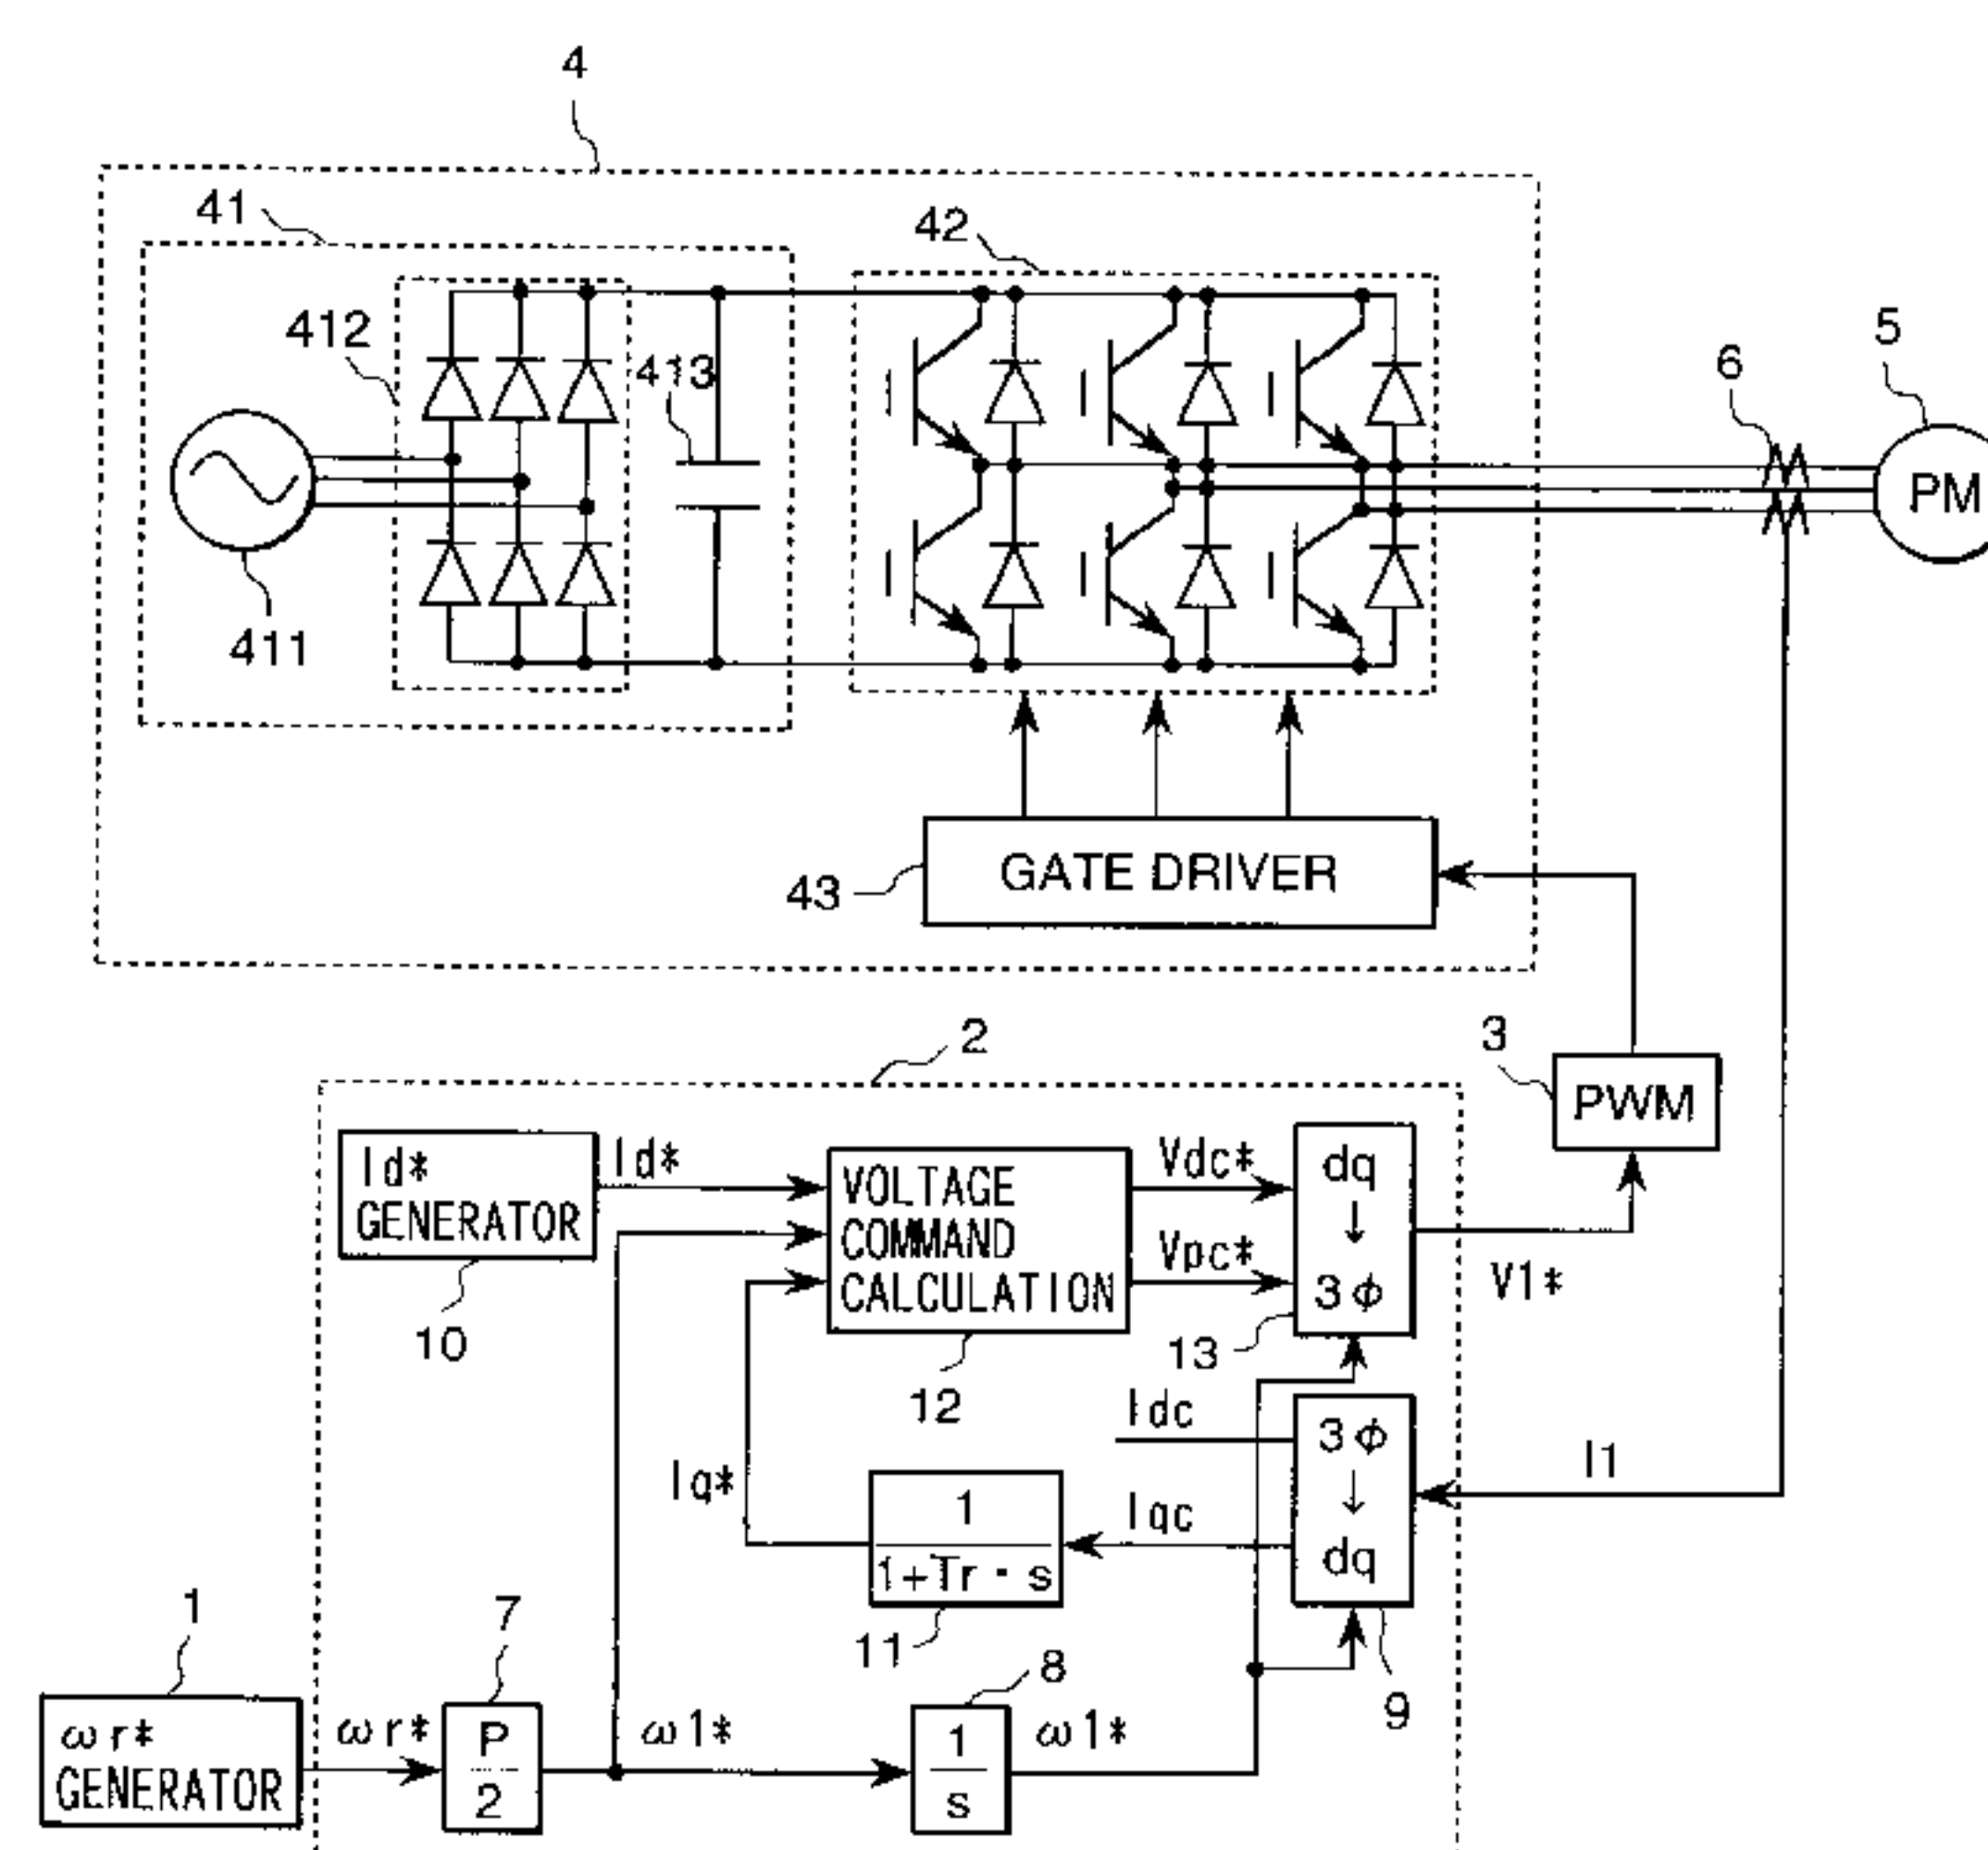 4
41
42
412
413
5
6
PM
411
GATE DRIVER
43
2
3
PWM
Id*
GENERATOR
Id*
VOLTAGE
COMMAND
CALCULATION
Vdc*
Vpc*
dq
↓
3φ
V1*
10
12
13
Idc
3φ
↓
dq
I1
Iq*
1
1+Tr・s
Iqc
11
9
1
7
8
ωr*
GENERATOR
ωr*
P
2
ω1*
1
s
ω1*